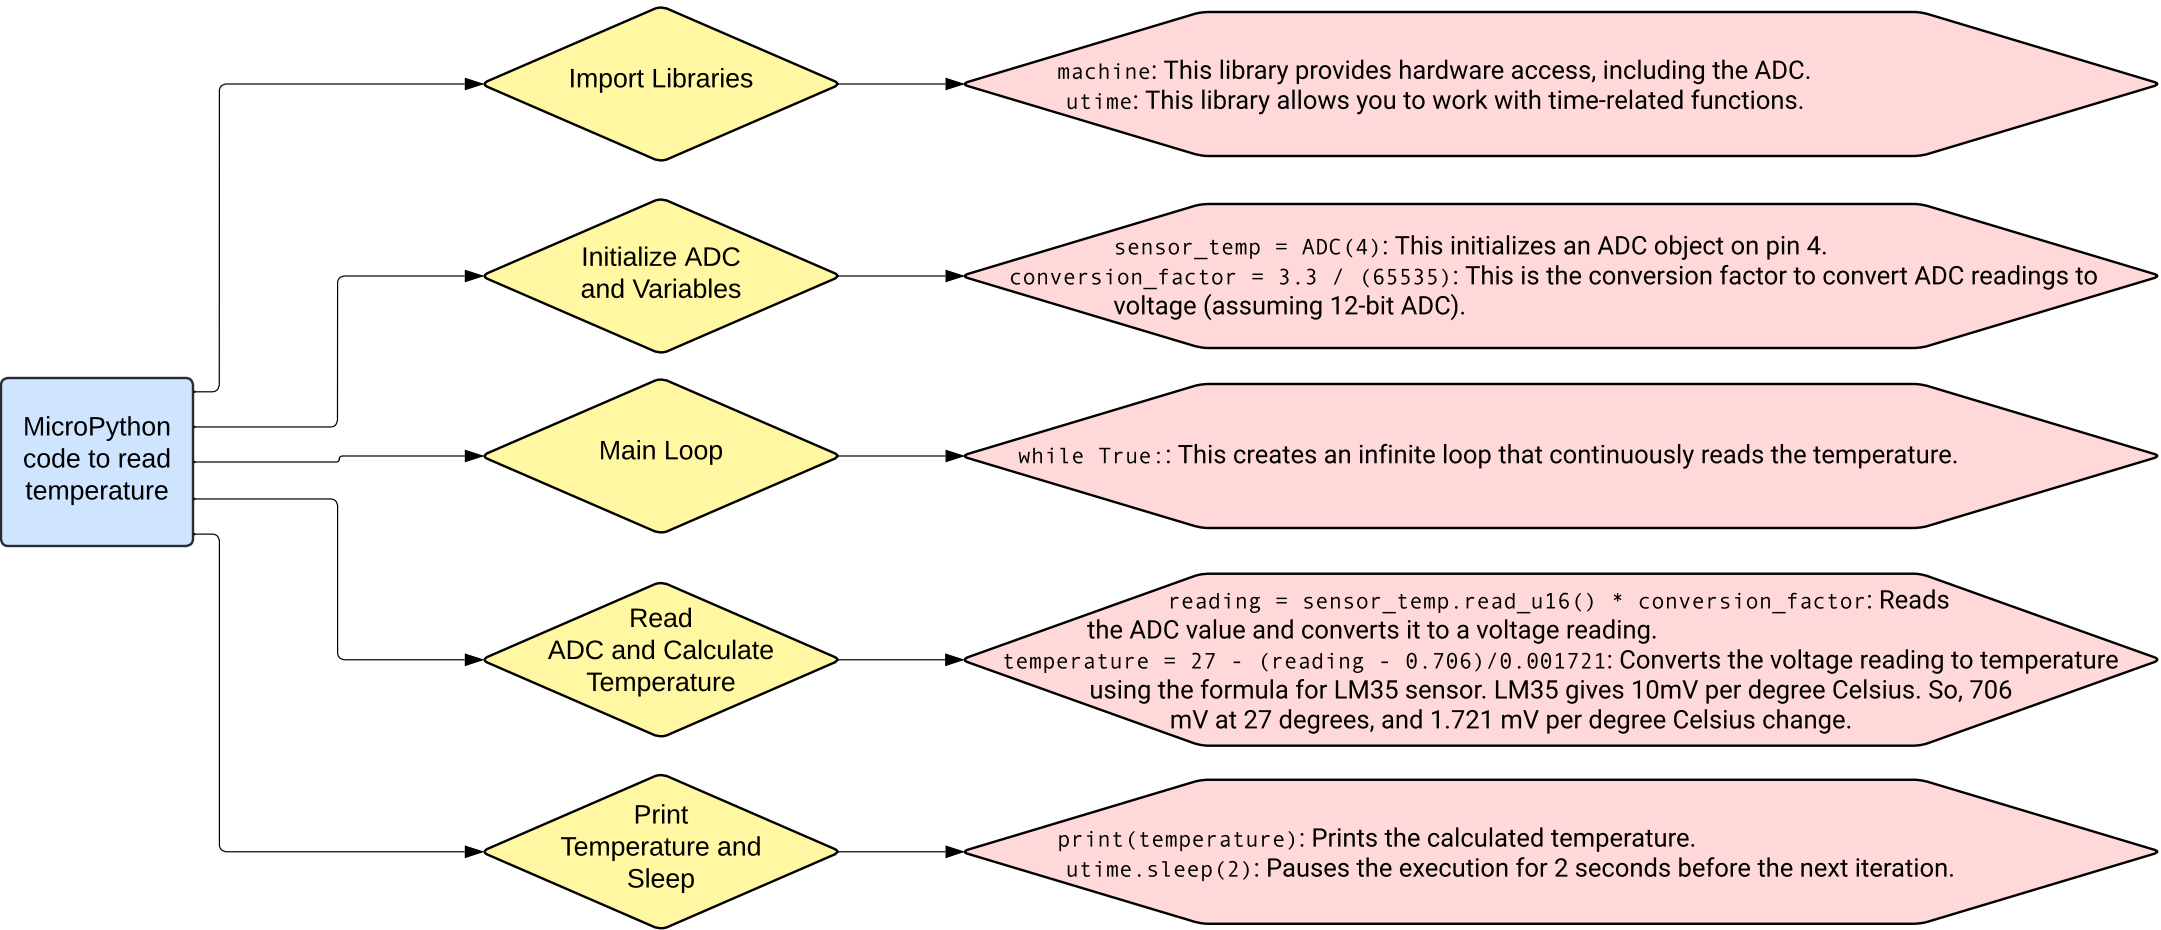 MicroPython
code to read
temperature
Import Libraries
machine: This library provides hardware access, including the ADC.
utime: This library allows you to work with time-related functions.
Initialize ADC
and Variables
sensor_temp = ADC(4): This initializes an ADC object on pin 4.
conversion_factor = 3.3 / (65535): This is the conversion factor to convert ADC readings to
voltage (assuming 12-bit ADC).
Main Loop
while True:: This creates an infinite loop that continuously reads the temperature.
Read
ADC and Calculate
Temperature
reading = sensor_temp.read_u16() * conversion_factor: Reads
the ADC value and converts it to a voltage reading.
temperature = 27 - (reading - 0.706)/0.001721: Converts the voltage reading to temperature
using the formula for LM35 sensor. LM35 gives 10mV per degree Celsius. So, 706
mV at 27 degrees, and 1.721 mV per degree Celsius change.
Print
Temperature and
Sleep
print(temperature): Prints the calculated temperature.
utime.sleep(2): Pauses the execution for 2 seconds before the next iteration.